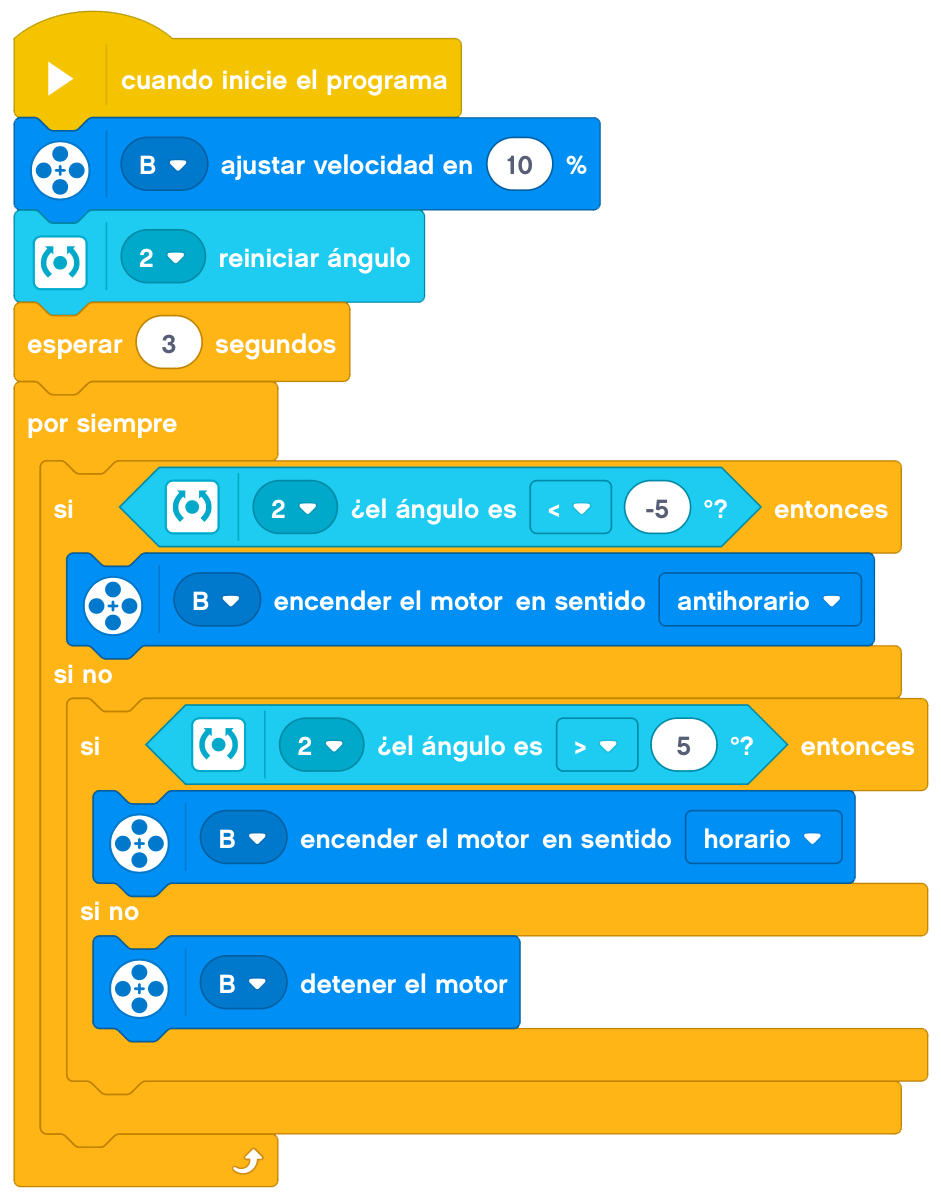 cuando inicie el programa
B ajustar velocidad en 10 %
2 reiniciar ángulo
esperar 3 segundos
por siempre
si 2 ¿el ángulo es < -5 °? entonces
B encender el motor en sentido antihorario
si no
si 2 ¿el ángulo es > 5 °? entonces
B encender el motor en sentido horario
si no
B detener el motor